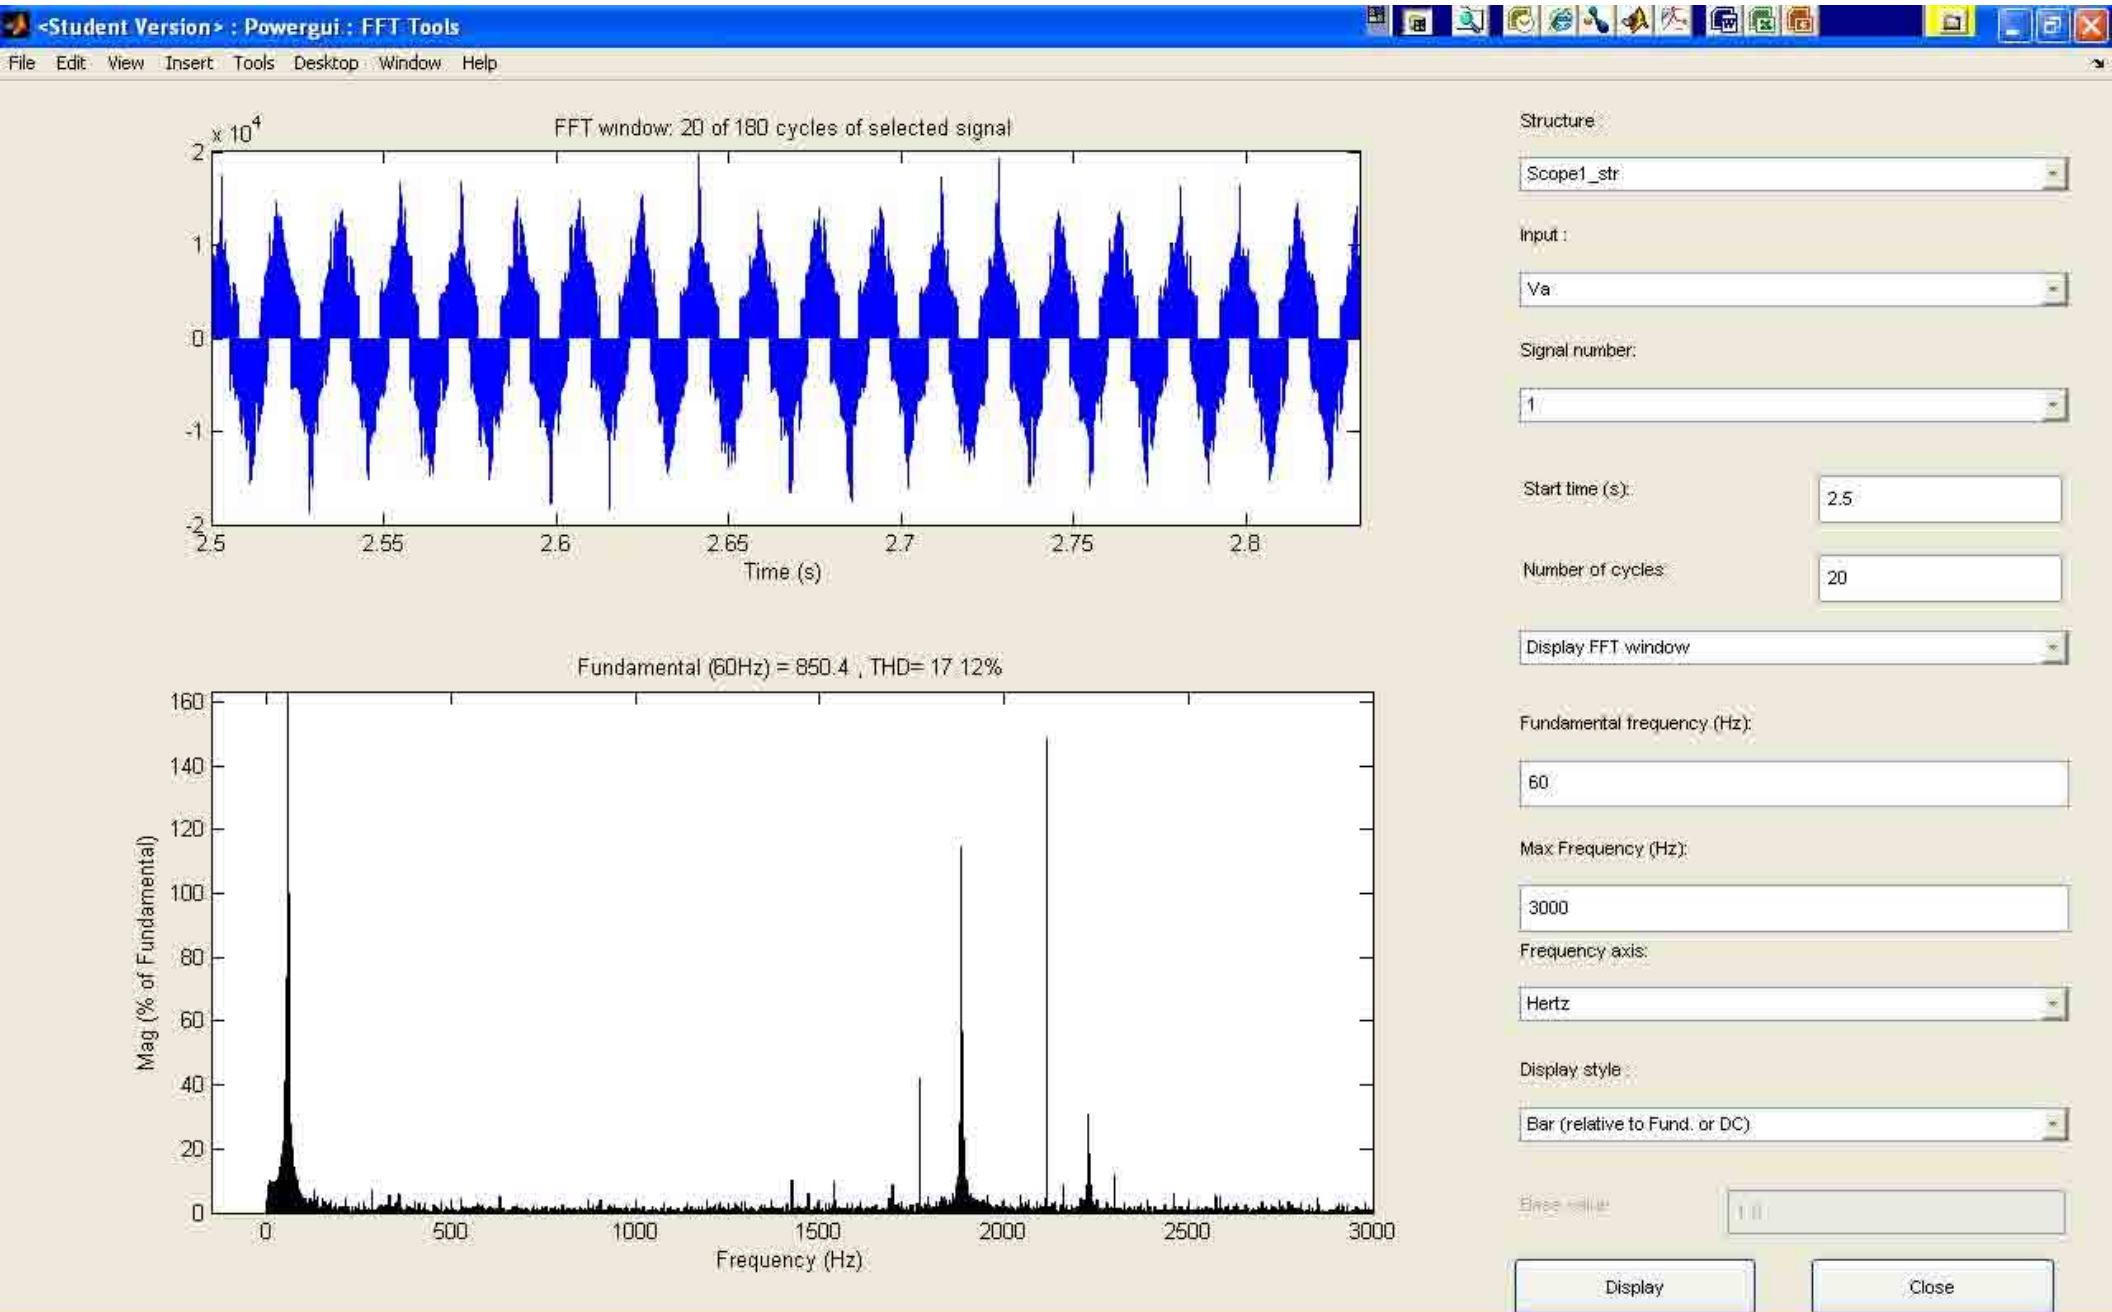 <Student Version> : Powergui : FFT Tools
File Edit View Insert Tools Desktop Window Help
x 10^4
FFT window: 20 of 180 cycles of selected signal
2
1
0
-1
-2
2.5 2.55 2.6 2.65 2.7 2.75 2.8
Time (s)
Fundamental (60Hz) = 850.4 , THD= 17.12%
160
140
120
100
80
60
40
20
0
Mag (% of Fundamental)
0 500 1000 1500 2000 2500 3000
Frequency (Hz)
Structure :
Scope1_str
Input :
Va
Signal number:
1
Start time (s):
2.5
Number of cycles:
20
Display FFT window
Fundamental frequency (Hz):
60
Max Frequency (Hz):
3000
Frequency axis:
Hertz
Display style :
Bar (relative to Fund. or DC)
Base value:
1.0
Display Close